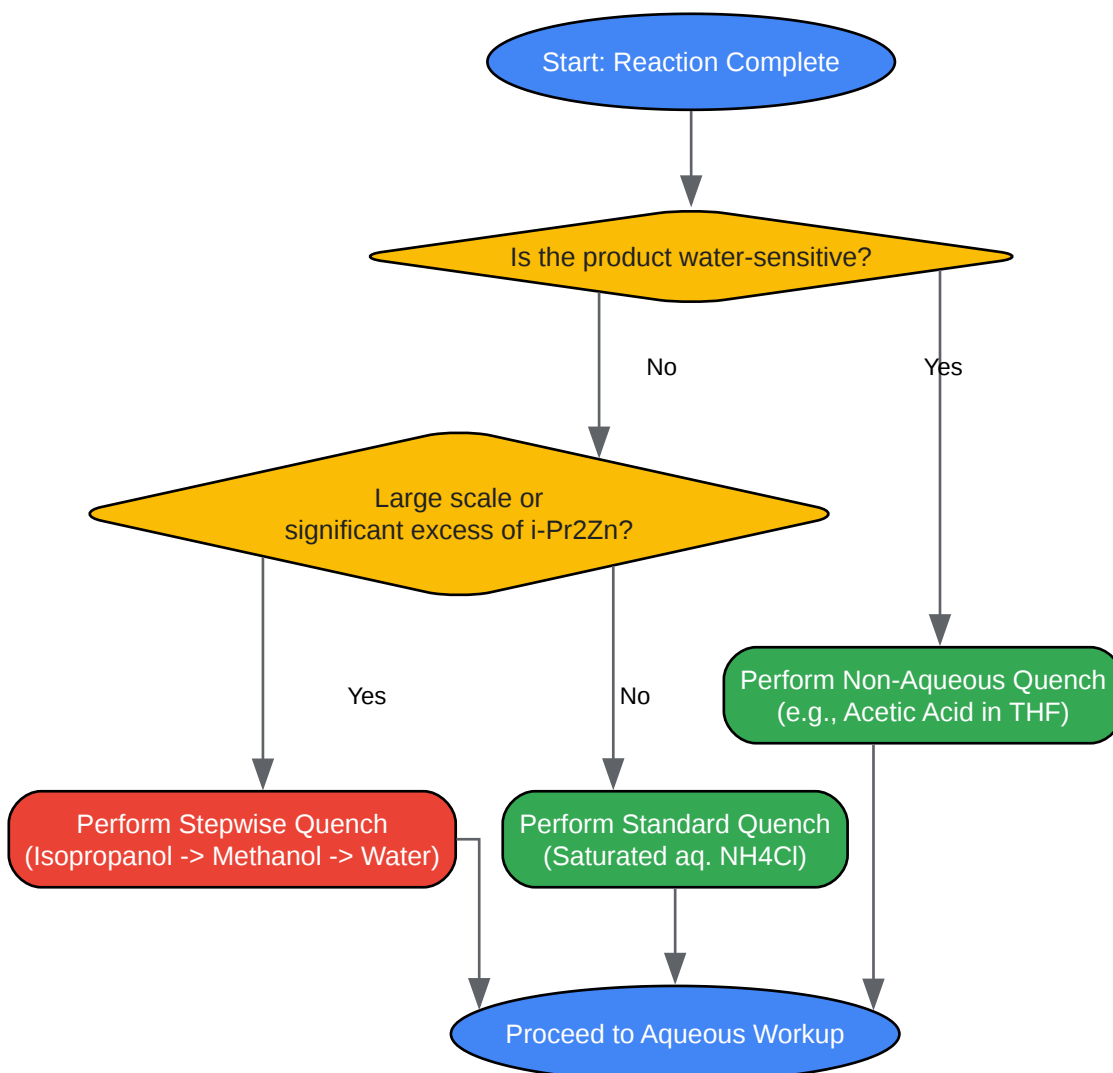 Start: Reaction Complete
Is the product water-sensitive?
No
Yes
Large scale or
significant excess of i-Pr2Zn?
Yes
No
Perform Non-Aqueous Quench
(e.g., Acetic Acid in THF)
Perform Stepwise Quench
(Isopropanol -> Methanol -> Water)
Perform Standard Quench
(Saturated aq. NH4Cl)
Proceed to Aqueous Workup